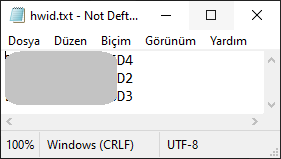 hwid.txt - Not Deft...
Dosya Düzen Biçim Görünüm Yardım
D4
D2
D3
100% Windows (CRLF) UTF-8